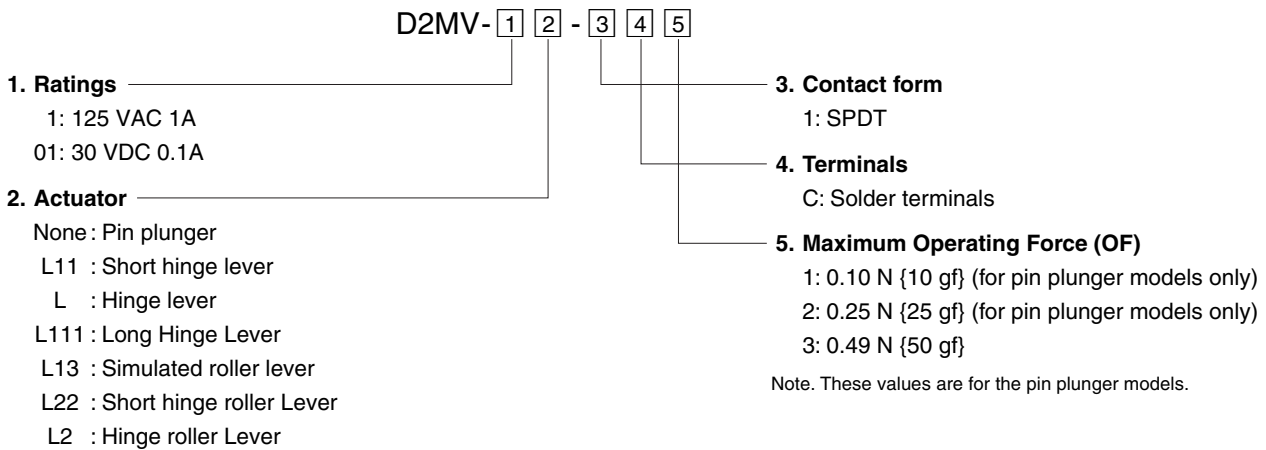 D2MV-1 2 - 3 4 5
1. Ratings
1: 125 VAC 1A
01: 30 VDC 0.1A
2. Actuator
None : Pin plunger
L11 : Short hinge lever
L : Hinge lever
L111 : Long Hinge Lever
L13 : Simulated roller lever
L22 : Short hinge roller Lever
L2 : Hinge roller Lever
3. Contact form
1: SPDT
4. Terminals
C: Solder terminals
5. Maximum Operating Force (OF)
1: 0.10 N {10 gf} (for pin plunger models only)
2: 0.25 N {25 gf} (for pin plunger models only)
3: 0.49 N {50 gf}
Note. These values are for the pin plunger models.